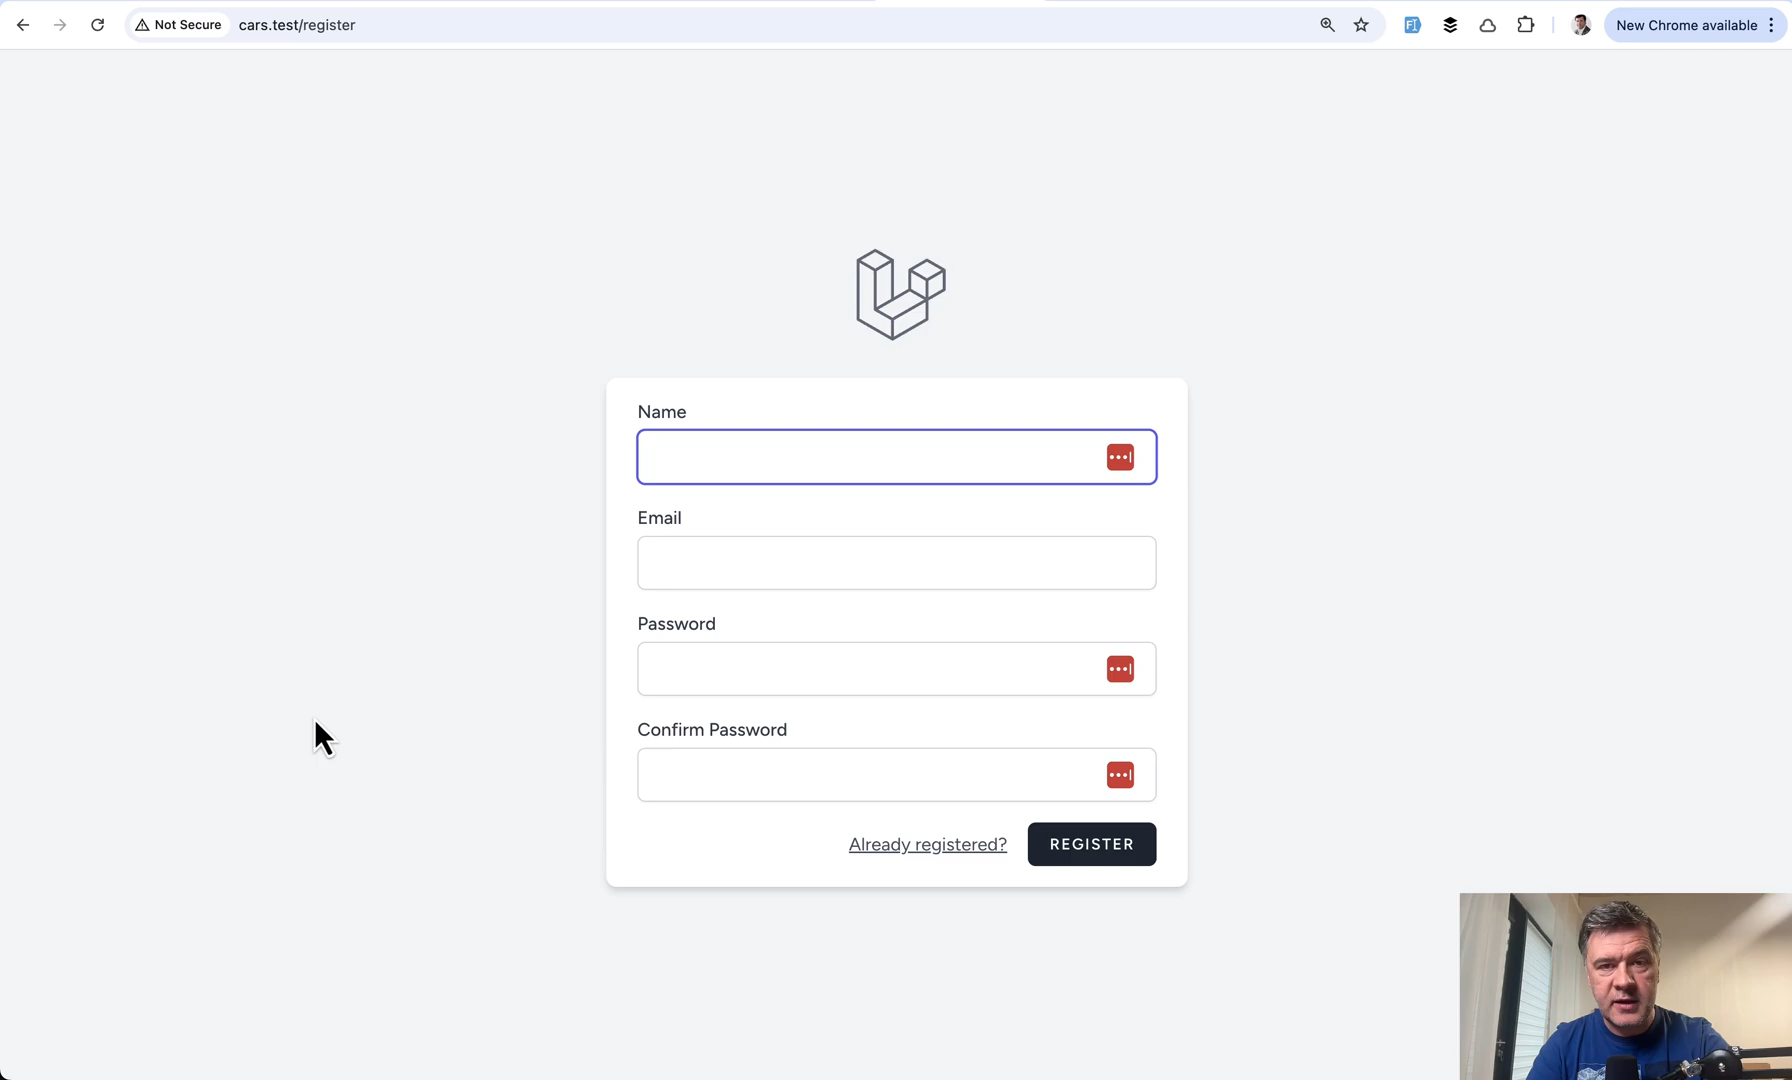 Not Secure
cars.test/register
New Chrome available
Name
Email
Password
Confirm Password
Already registered?
REGISTER